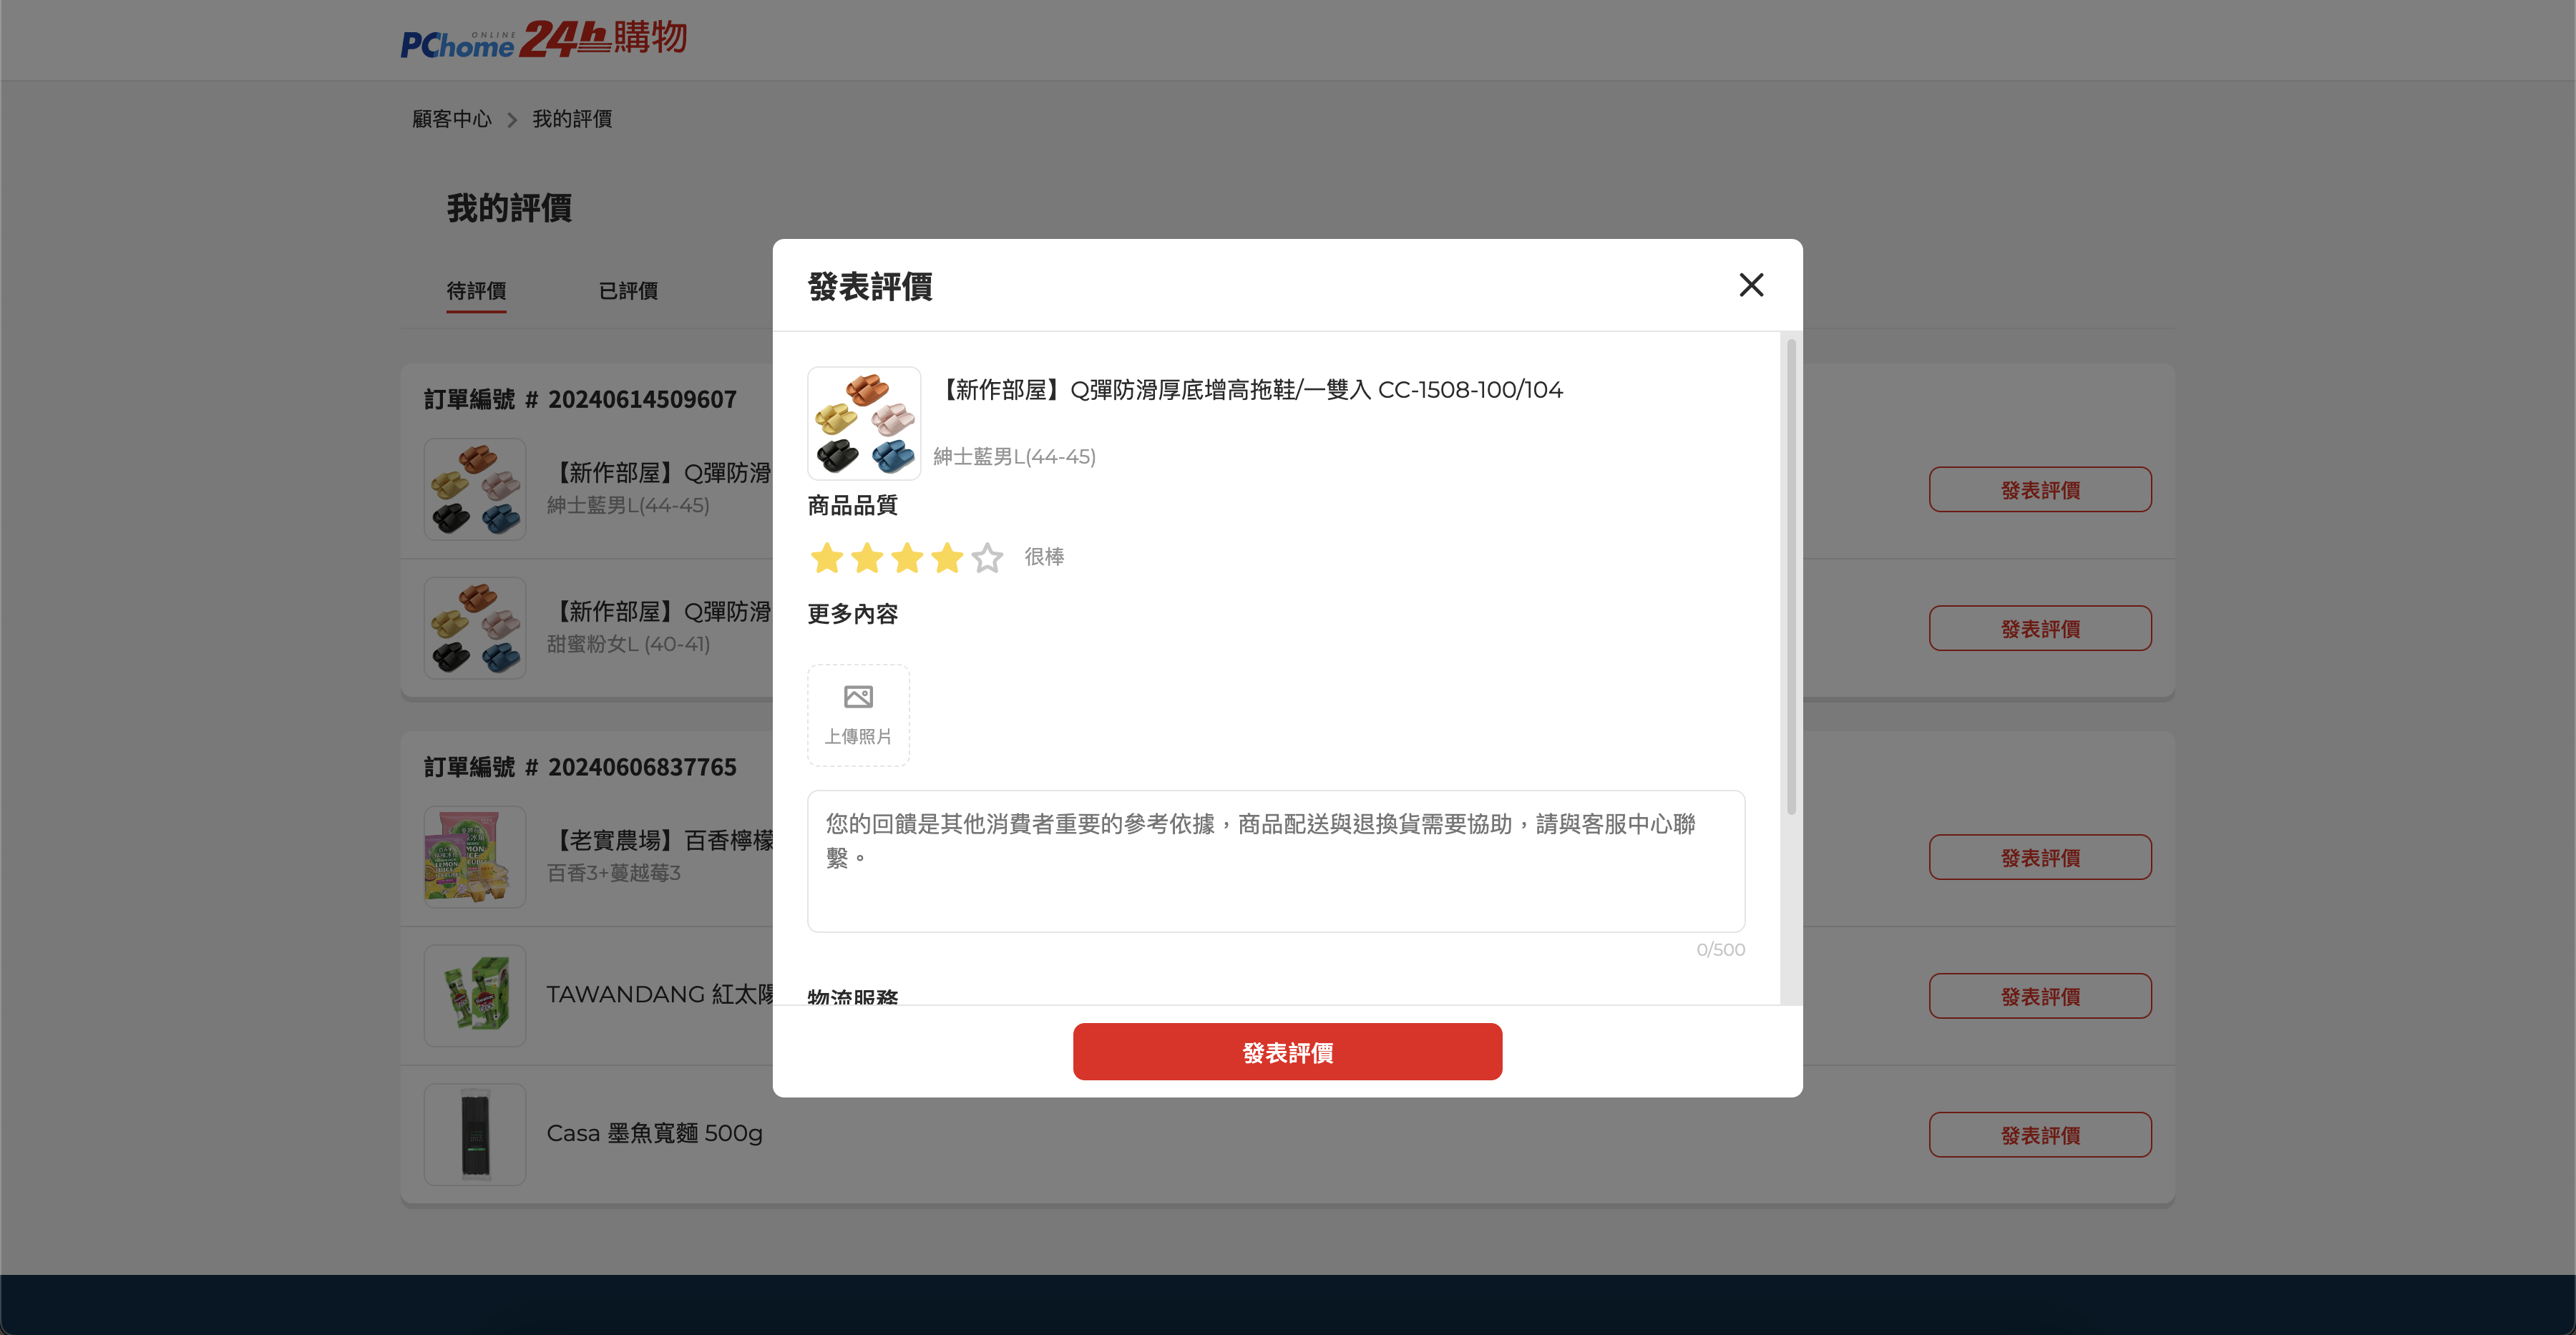 PChome ONLINE 24h購物
顧客中心 > 我的評價
我的評價
待評價 已評價
訂單編號 # 20240614509607
【新作部屋】Q彈防滑
紳士藍男L(44-45)
發表評價
【新作部屋】Q彈防滑
甜蜜粉女L (40-41)
發表評價
訂單編號 # 20240606837765
【老實農場】百香檸檬
百香3+蔓越莓3
發表評價
TAWANDANG 紅太陽
發表評價
Casa 墨魚寬麵 500g
發表評價
發表評價
【新作部屋】Q彈防滑厚底增高拖鞋/一雙入 CC-1508-100/104
紳士藍男L(44-45)
商品品質
很棒
更多內容
上傳照片
您的回饋是其他消費者重要的參考依據，商品配送與退換貨需要協助，請與客服中心聯
繫。
0/500
物流服務
發表評價